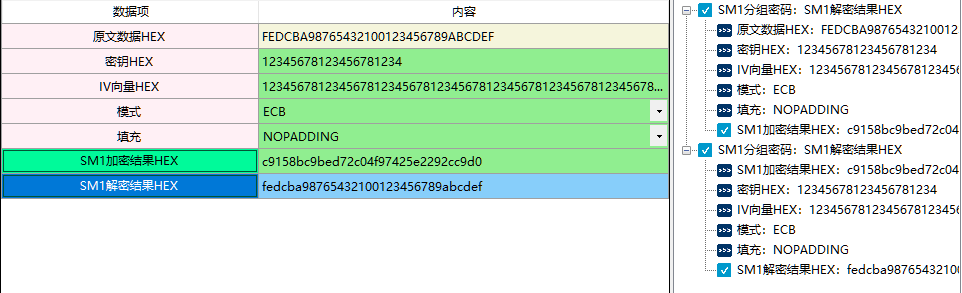 数据项 内容
原文数据HEX FEDCBA98765432100123456789ABCDEF
密钥HEX 12345678123456781234
IV向量HEX 12345678123456781234567812345678123456781234567812345678...
模式 ECB
填充 NOPADDING
SM1加密结果HEX c9158bc9bed72c04f97425e2292cc9d0
SM1解密结果HEX fedcba98765432100123456789abcdef
SM1分组密码：SM1解密结果HEX
原文数据HEX：FEDCBA9876543210012
密钥HEX：12345678123456781234
IV向量HEX：1234567812345678123456
模式：ECB
填充：NOPADDING
SM1加密结果HEX：c9158bc9bed72c04
SM1分组密码：SM1解密结果HEX
SM1加密结果HEX：c9158bc9bed72c04
密钥HEX：12345678123456781234
IV向量HEX：1234567812345678123456
模式：ECB
填充：NOPADDING
SM1解密结果HEX：fedcba9876543210